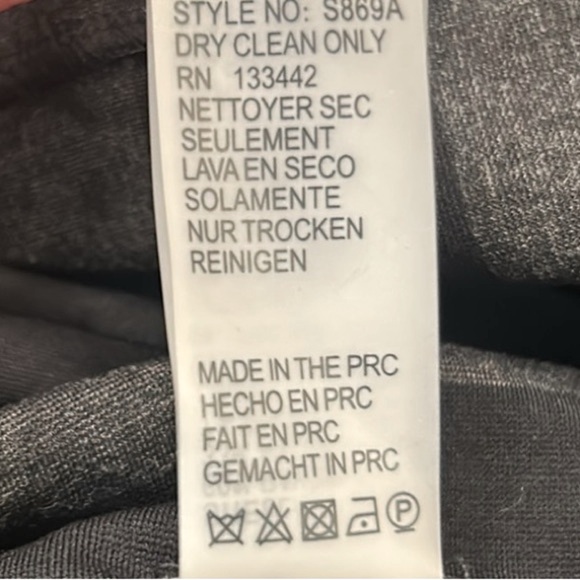 STYLE NO: S869A
DRY CLEAN ONLY
RN 133442
NETTOYER SEC
SEULEMENT
LAVA EN SECO
SOLAMENTE
NUR TROCKEN
REINIGEN
MADE IN THE PRC
HECHO EN PRC
FAIT EN PRC
GEMACHT IN PRC
P